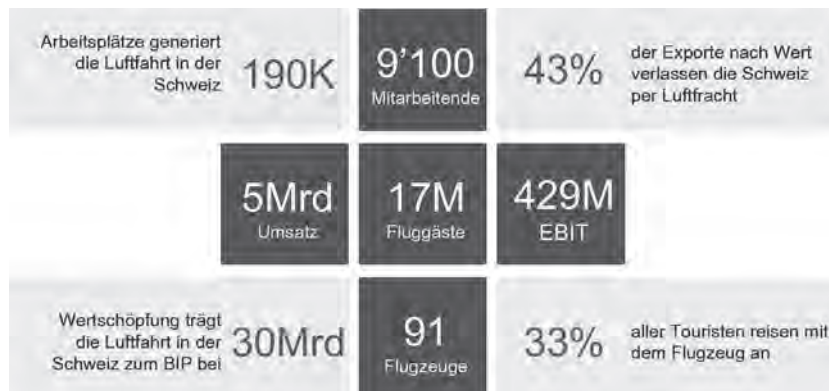 Arbeitsplätze generiert
die Luftfahrt in der
Schweiz
190K
9’100
Mitarbeitende
43%
der Exporte nach Wert
verlassen die Schweiz
per Luftfracht
5Mrd
Umsatz
17M
Fluggäste
429M
EBIT
Wertschöpfung trägt
die Luftfahrt in der
Schweiz zum BIP bei
30Mrd
91
Flugzeuge
33%
aller Touristen reisen mit
dem Flugzeug an